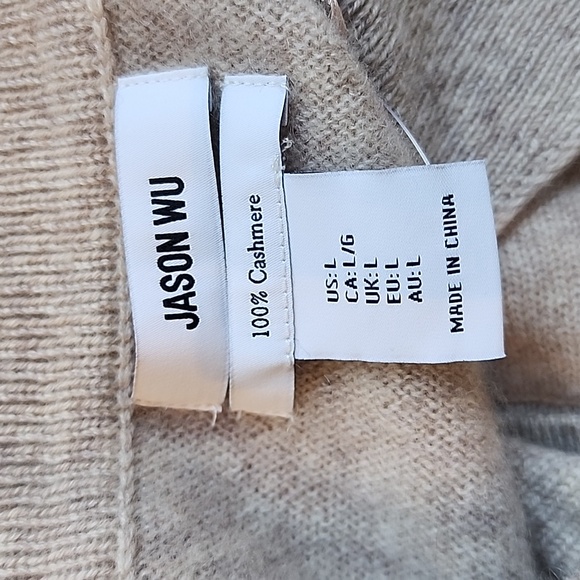 JASON WU
100% Cashmere
US: L
CA: L/G
UK: L
EU: L
AU: L
MADE IN CHINA